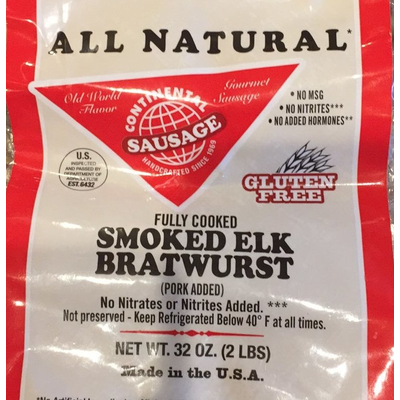 ALL NATURAL*
Old World
Flavor
Gourmet
Sausage
CONTINENTAL
SAUSAGE
HANDCRAFTED SINCE 1969
• NO MSG
• NO NITRITES***
• NO ADDED HORMONES**
U.S.
INSPECTED
AND PASSED BY
DEPARTMENT OF
AGRICULTURE
EST. 6432
GLUTEN
FREE
FULLY COOKED
SMOKED ELK
BRATWURST
(PORK ADDED)
No Nitrates or Nitrites Added. ***
Not preserved - Keep Refrigerated Below 40° F at all times.
NET WT. 32 OZ. (2 LBS)
Made in the U.S.A.
*No Artificial